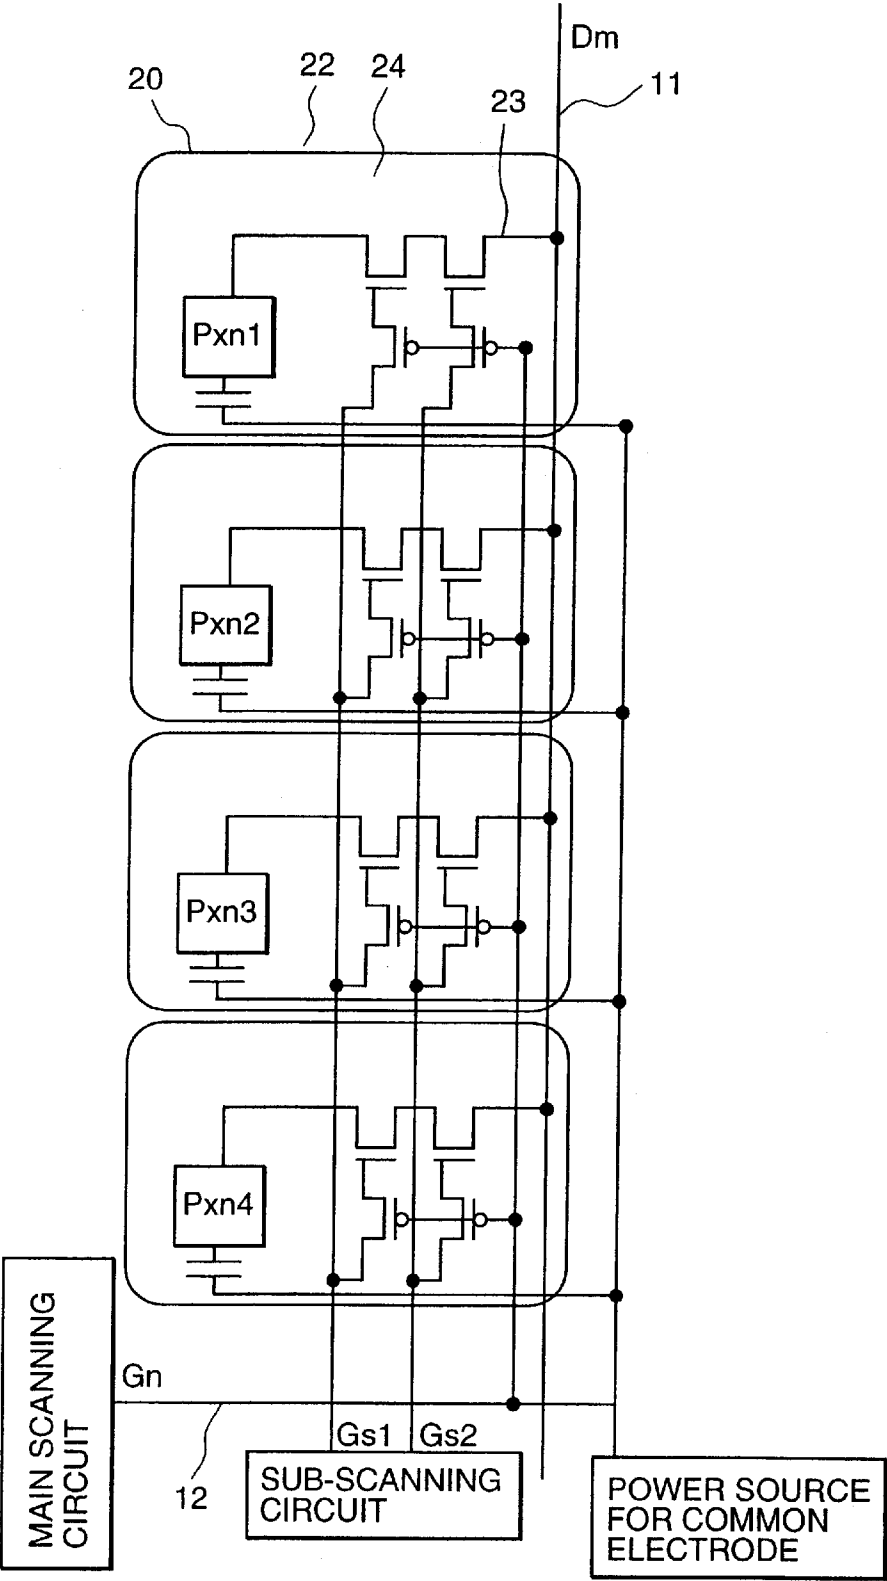 Dm
20
22
24
23
11
Pxn1
Pxn2
Pxn3
Pxn4
MAIN SCANNING
CIRCUIT
Gn
12
Gs1
Gs2
SUB-SCANNING
CIRCUIT
POWER SOURCE
FOR COMMON
ELECTRODE